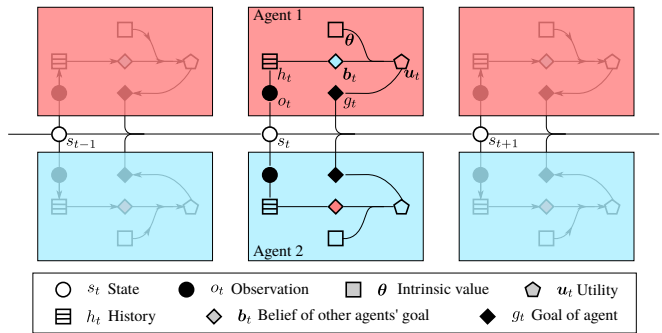 Agent 1
θ
h_t b_t u_t
o_t g_t
s_{t−1} s_t s_{t+1}
Agent 2
s_t State o_t Observation θ Intrinsic value u_t Utility
h_t History b_t Belief of other agents' goal g_t Goal of agent